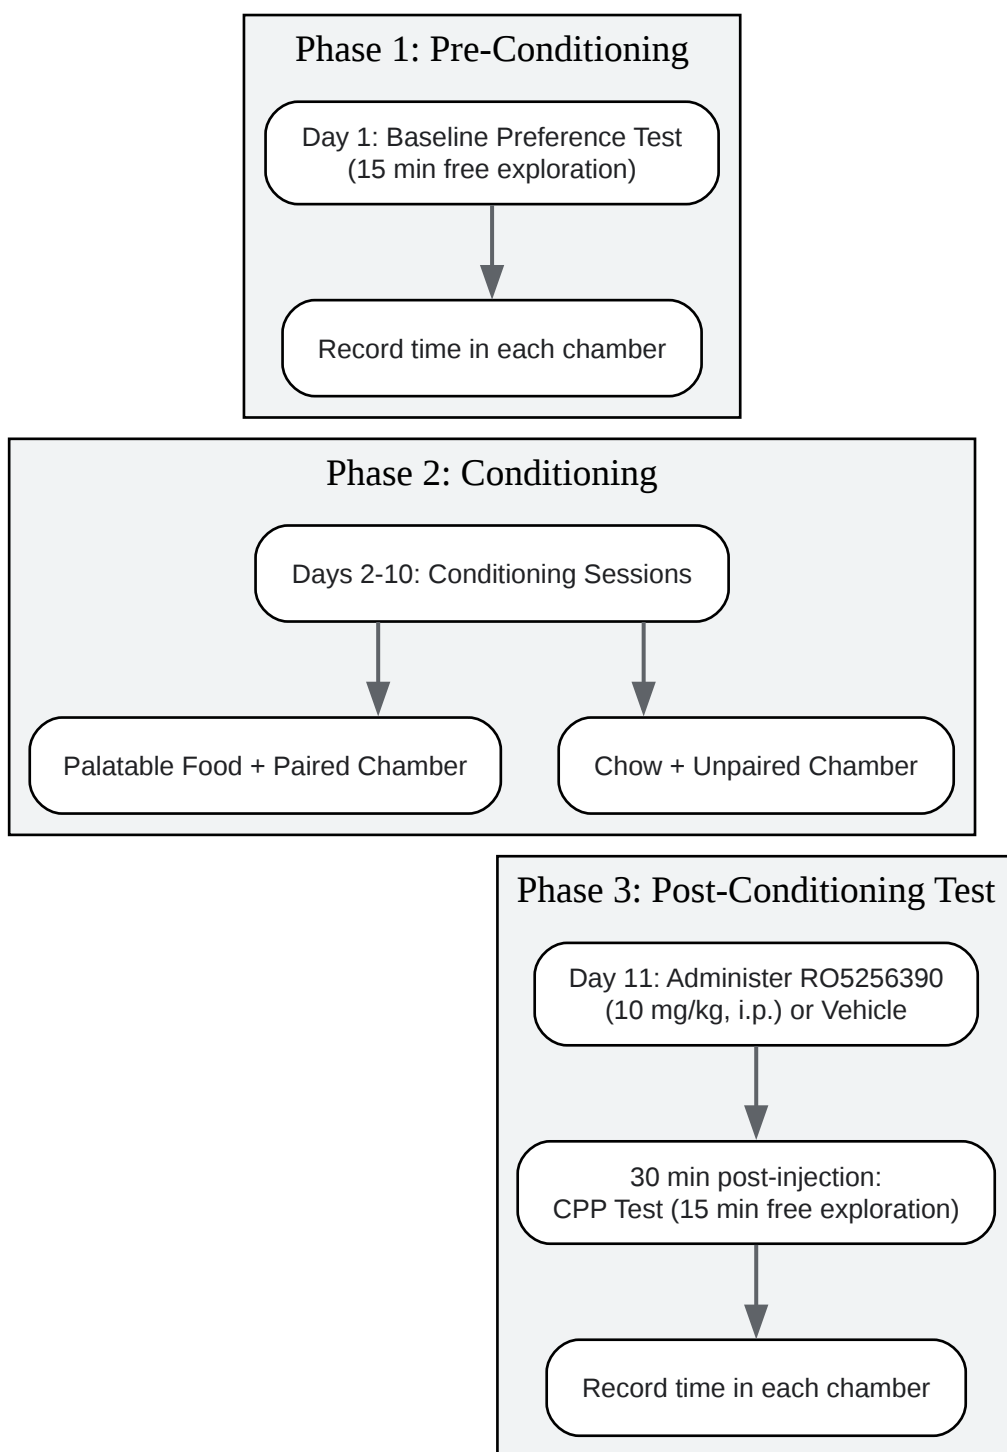 Phase 1: Pre-Conditioning
Day 1: Baseline Preference Test
(15 min free exploration)
Record time in each chamber
Phase 2: Conditioning
Days 2-10: Conditioning Sessions
Palatable Food + Paired Chamber
Chow + Unpaired Chamber
Phase 3: Post-Conditioning Test
Day 11: Administer RO5256390
(10 mg/kg, i.p.) or Vehicle
30 min post-injection:
CPP Test (15 min free exploration)
Record time in each chamber